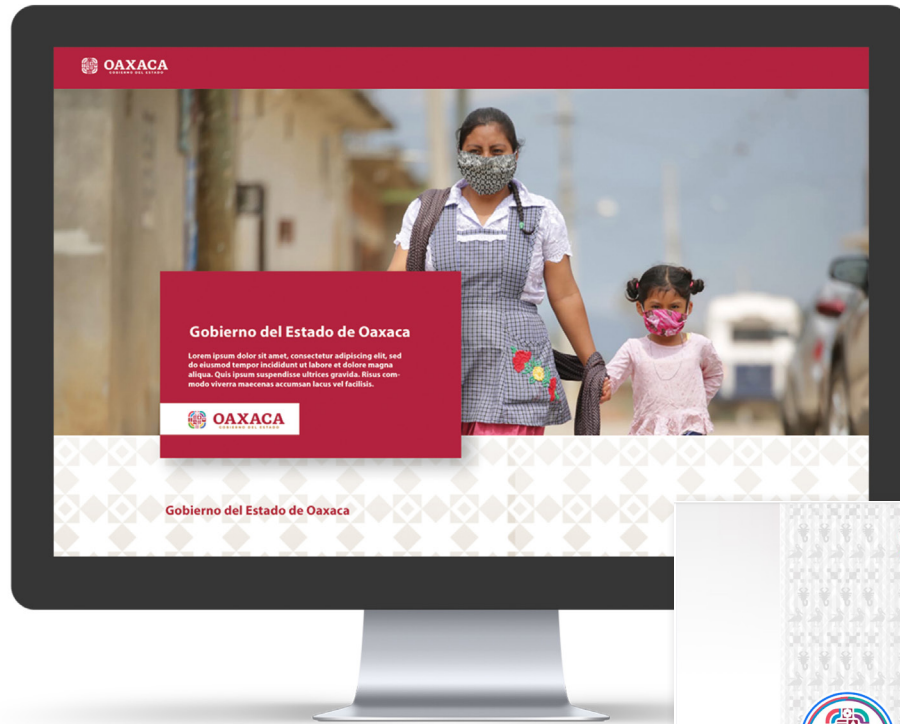 OAXACA
GOBIERNO DEL ESTADO
Gobierno del Estado de Oaxaca
Lorem ipsum dolor sit amet, consectetur adipiscing elit, sed
do eiusmod tempor incididunt ut labore et dolore magna
aliqua. Quis ipsum suspendisse ultrices gravida. Risus com-
modo viverra maecenas accumsan lacus vel facilisis.
OAXACA
GOBIERNO DEL ESTADO
Gobierno del Estado de Oaxaca